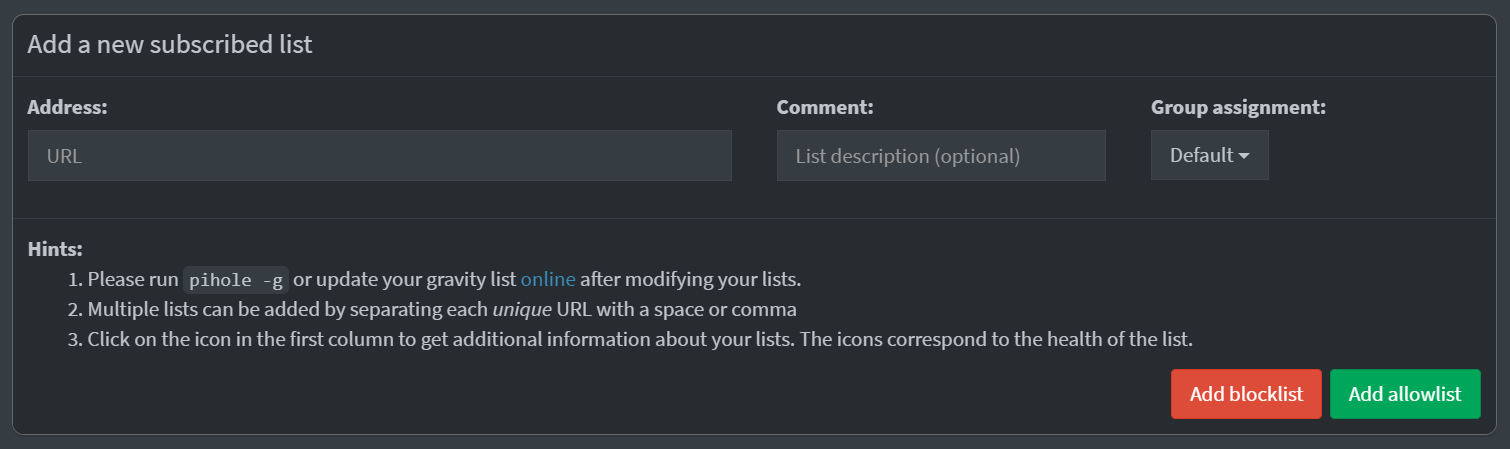 Add a new subscribed list
Address: Comment: Group assignment:
URL List description (optional) Default
Hints:
1. Please run pihole -g or update your gravity list online after modifying your lists.
2. Multiple lists can be added by separating each unique URL with a space or comma
3. Click on the icon in the first column to get additional information about your lists. The icons correspond to the health of the list.
Add blocklist Add allowlist